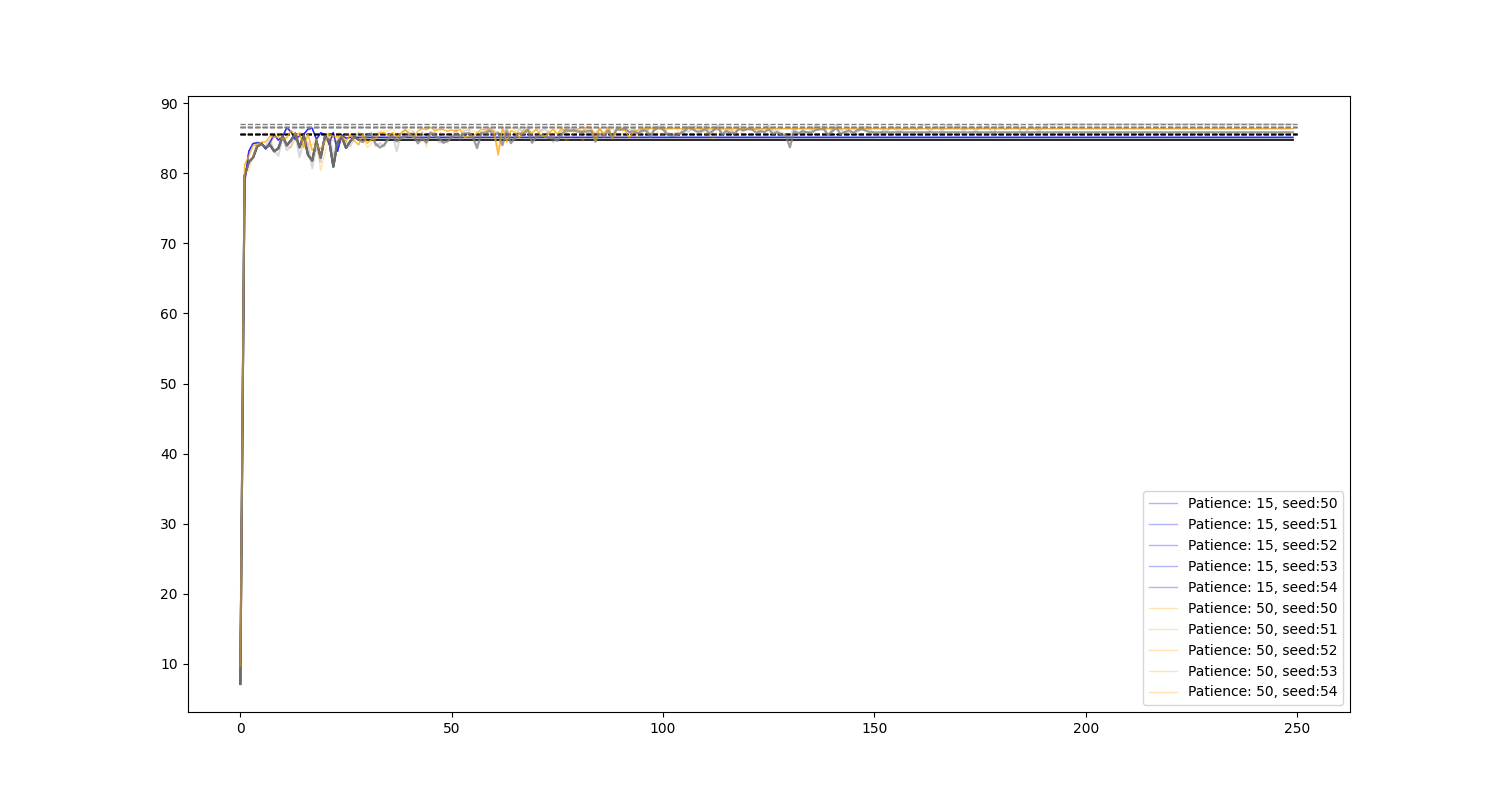 90
80
70
60
50
40
30
20
10
0 50 100 150 200 250
Patience: 15, seed:50
Patience: 15, seed:51
Patience: 15, seed:52
Patience: 15, seed:53
Patience: 15, seed:54
Patience: 50, seed:50
Patience: 50, seed:51
Patience: 50, seed:52
Patience: 50, seed:53
Patience: 50, seed:54